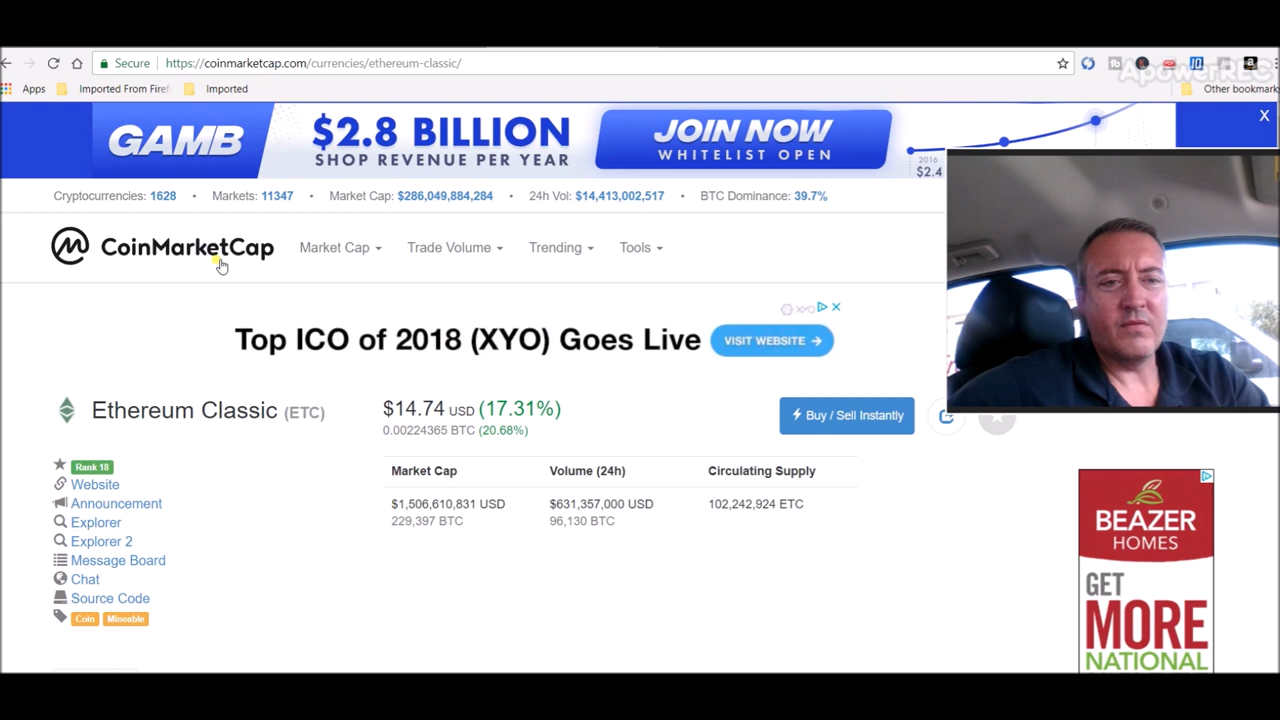 Secure https://coinmarketcap.com/currencies/ethereum-classic/
ApowerREC
Apps Imported From Firef Imported Other bookmark
GAMB
$2.8 BILLION
SHOP REVENUE PER YEAR
JOIN NOW
WHITELIST OPEN
2016
$2.4
X
Cryptocurrencies: 1628 • Markets: 11347 • Market Cap: $286,049,884,284 • 24h Vol: $14,413,002,517 • BTC Dominance: 39.7%
CoinMarketCap Market Cap Trade Volume Trending Tools
XYO
Top ICO of 2018 (XYO) Goes Live VISIT WEBSITE
Ethereum Classic (ETC)
$14.74 USD (17.31%)
0.00224365 BTC (20.68%)
Buy / Sell Instantly
Rank 18
Website
Announcement
Explorer
Explorer 2
Message Board
Chat
Source Code
Coin Mineable
Market Cap Volume (24h) Circulating Supply
$1,506,610,831 USD $631,357,000 USD 102,242,924 ETC
229,397 BTC 96,130 BTC
BEAZER
HOMES
GET
MORE
NATIONAL